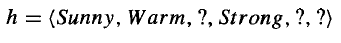 h = ⟨Sunny, Warm, ?, Strong, ?, ?⟩